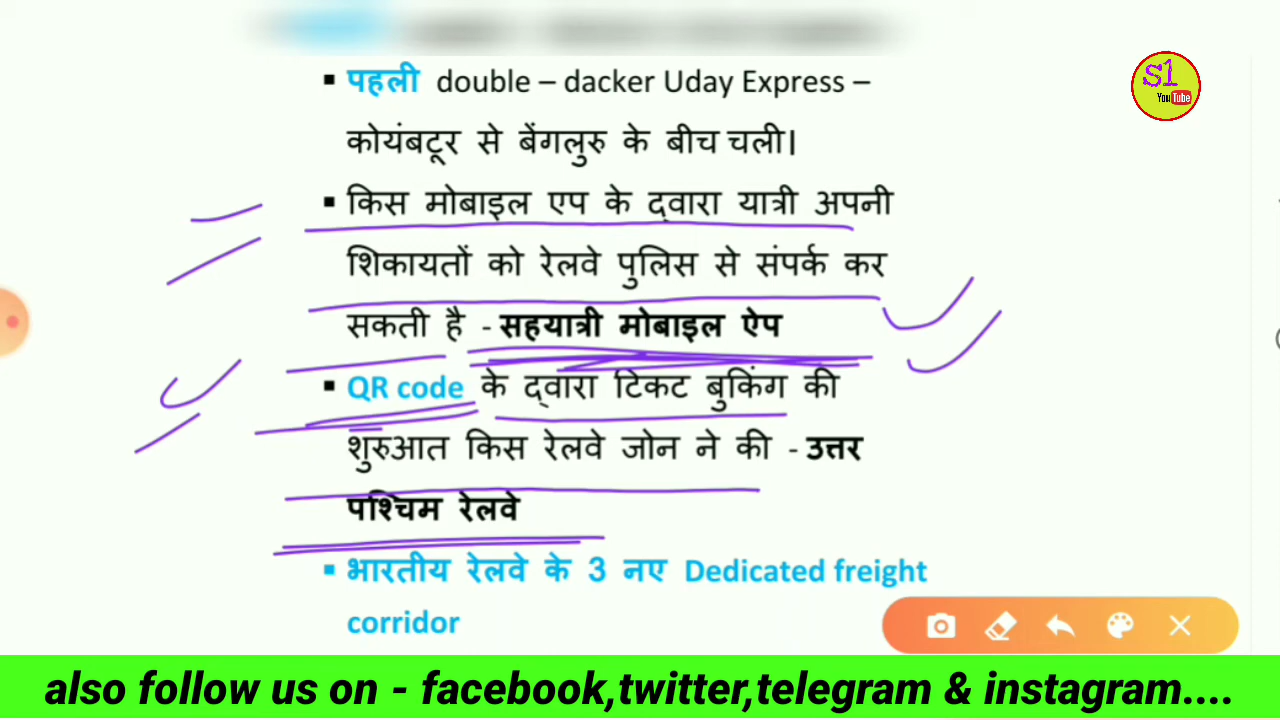 S1
You Tube
▪ पहली double – dacker Uday Express –
कोयंबटूर से बेंगलुरु के बीच चली।
▪ किस मोबाइल एप के द्वारा यात्री अपनी
शिकायतों को रेलवे पुलिस से संपर्क कर
सकती है - सहयात्री मोबाइल ऐप
▪ QR code के द्वारा टिकट बुकिंग की
शुरुआत किस रेलवे जोन ने की - उत्तर
पश्चिम रेलवे
▪ भारतीय रेलवे के 3 नए Dedicated freight
corridor
also follow us on - facebook,twitter,telegram & instagram....